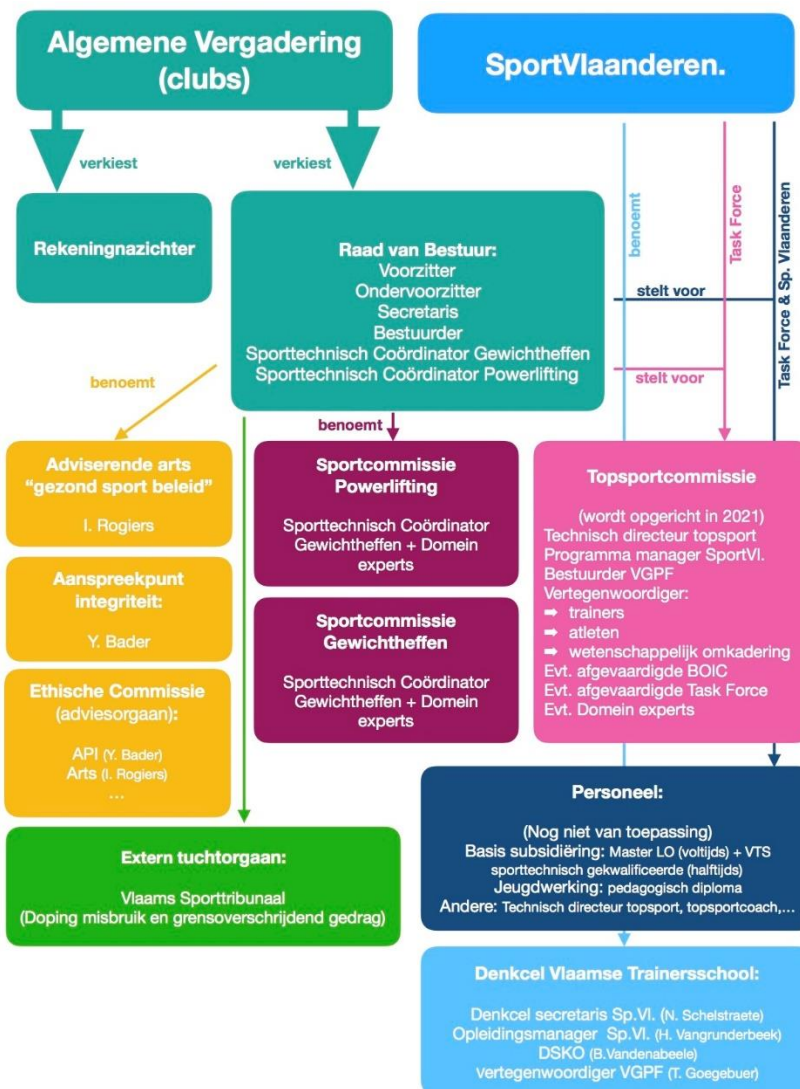 Algemene Vergadering
(clubs)
SportVlaanderen.
verkiest
verkiest
benoemt
Task Force
Task Force & Sp. Vlaanderen
Rekeningnazichter
Raad van Bestuur:
Voorzitter
Ondervoorzitter
Secretaris
Bestuurder
Sporttechnisch Coördinator Gewichtheffen
Sporttechnisch Coördinator Powerlifting
stelt voor
stelt voor
benoemt
benoemt
Adviserende arts
“gezond sport beleid”
I. Rogiers
Aanspreekpunt
integriteit:
Y. Bader
Ethische Commissie
(adviesorgaan):
API (Y. Bader)
Arts (I. Rogiers)
…
Sportcommissie
Powerlifting
Sporttechnisch Coördinator
Gewichtheffen + Domein
experts
Sportcommissie
Gewichtheffen
Sporttechnisch Coördinator
Gewichtheffen + Domein
experts
Topsportcommissie
(wordt opgericht in 2021)
Technisch directeur topsport
Programma manager SportVl.
Bestuurder VGPF
Vertegenwoordiger:
➡ trainers
➡ atleten
➡ wetenschappelijk omkadering
Evt. afgevaardigde BOIC
Evt. afgevaardigde Task Force
Evt. Domein experts
Extern tuchtorgaan:
Vlaams Sporttribunaal
(Doping misbruik en grensoverschrijdend gedrag)
Personeel:
(Nog niet van toepassing)
Basis subsidiëring: Master LO (voltijds) + VTS
sporttechnisch gekwalificeerde (halftijds)
Jeugdwerking: pedagogisch diploma
Andere: Technisch directeur topsport, topsportcoach,…
Denkcel Vlaamse Trainersschool:
Denkcel secretaris Sp.Vl. (N. Schelstraete)
Opleidingsmanager Sp.Vl. (H. Vangrunderbeek)
DSKO (B.Vandenabeele)
vertegenwoordiger VGPF (T. Goegebuer)